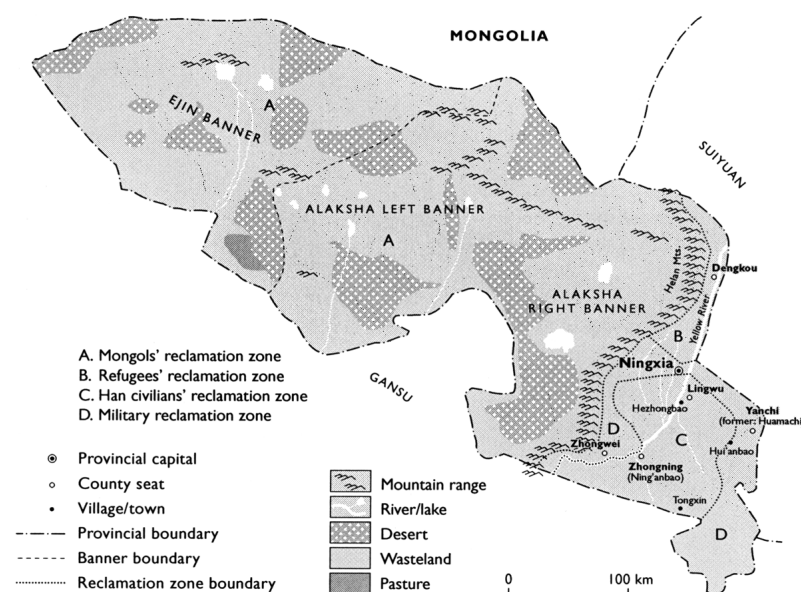 MONGOLIA
A
EJIN BANNER
SUIYUAN
ALAKSHA LEFT BANNER
A
Helan Mts.
Dengkou
ALAKSHA
RIGHT BANNER
Yellow River
B
A. Mongols' reclamation zone
B. Refugees' reclamation zone
C. Han civilians' reclamation zone
D. Military reclamation zone
GANSU
Ningxia
Lingwu
Hezhongbao
Yanchi
(former: Huamachi)
D
C
Hui'anbao
Zhongwei
Zhongning
(Ning'anbao)
Tongxin
D
Provincial capital
County seat
Village/town
Provincial boundary
Banner boundary
Reclamation zone boundary
Mountain range
River/lake
Desert
Wasteland
Pasture
0 100 km